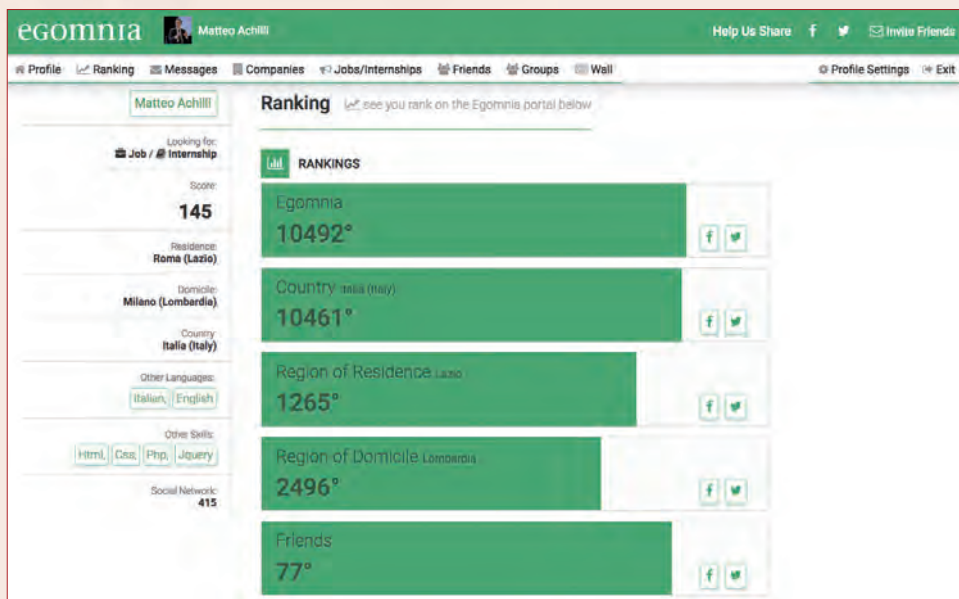 eGOmnIa
Matteo Achilli
Help Us Share
Invite Friends
Profile Ranking Messages Companies Jobs/Internships Friends Groups Wall
Profile Settings Exit
Matteo Achilli
Looking for:
Job / Internship
Score:
145
Residence:
Roma (Lazio)
Domicile:
Milano (Lombardia)
Country:
Italia (Italy)
Other Languages:
Italian, English
Other Skills:
Html, Css, Php, Jquery
Social Network:
415
Ranking see you rank on the Egomnia portal below
RANKINGS
Egomnia
10492°
Country Italia (Italy)
10461°
Region of Residence Lazio
1265°
Region of Domicile Lombardia
2496°
Friends
77°